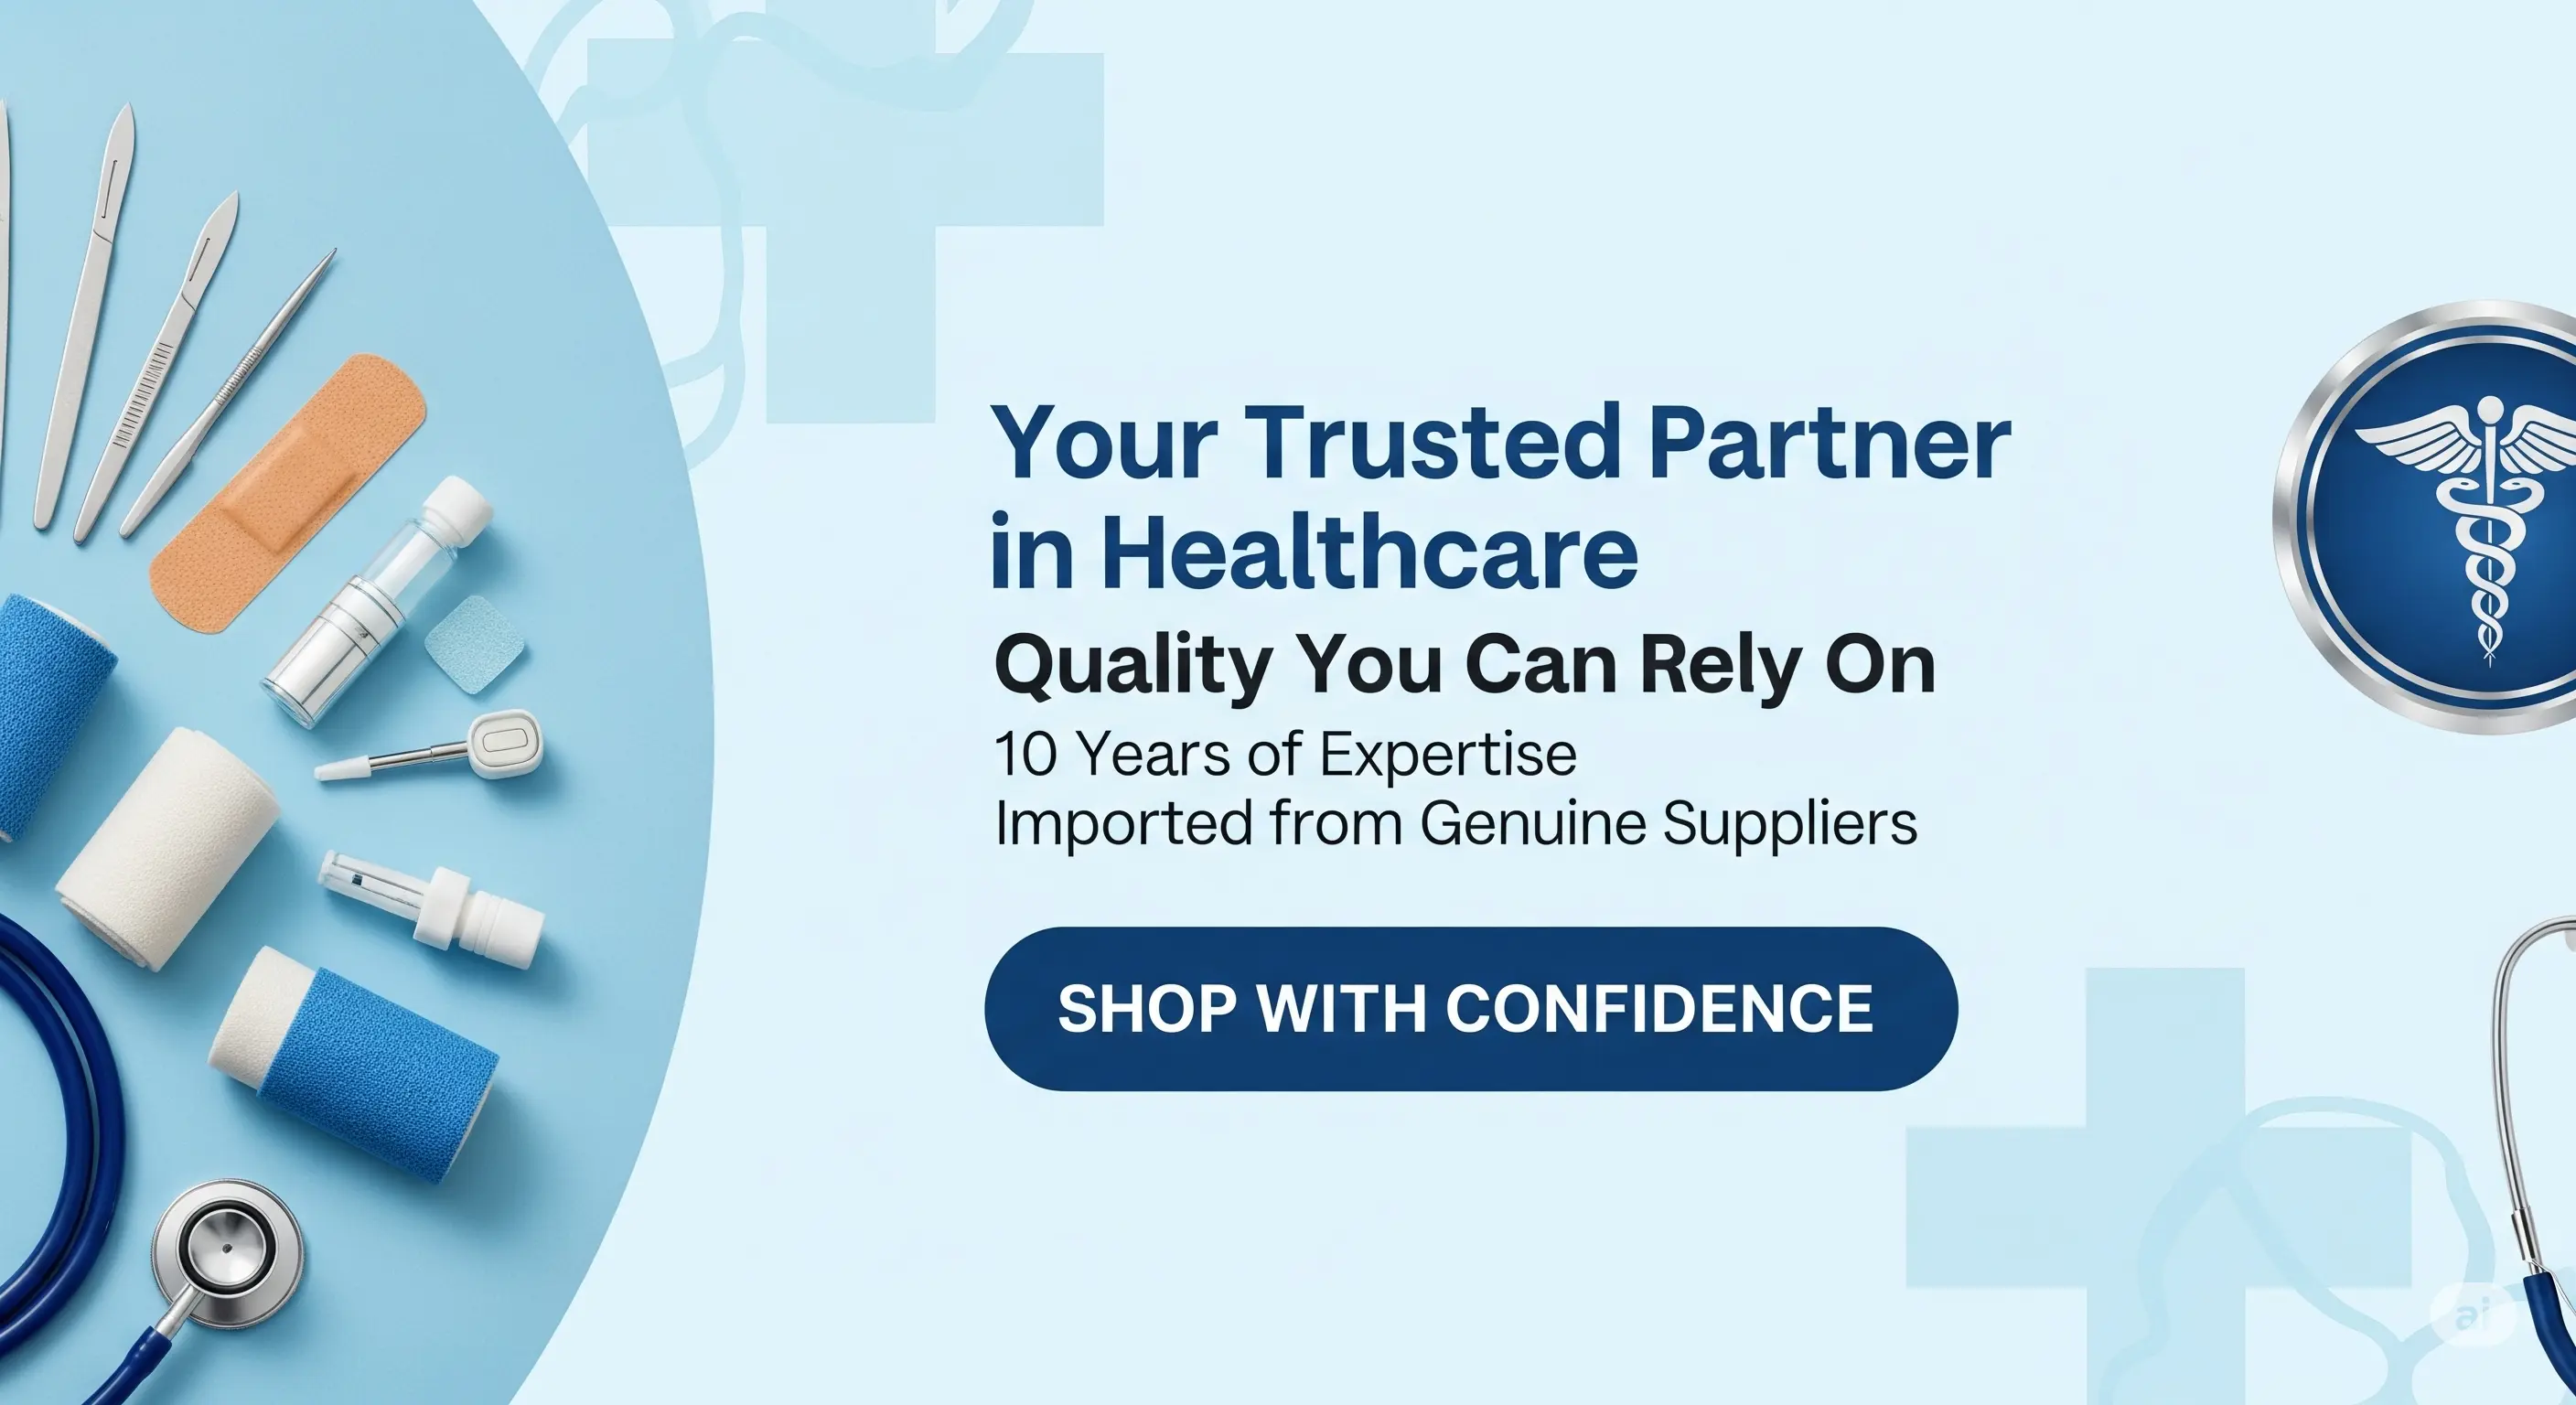 Your Trusted Partner
in Healthcare
Quality You Can Rely On
10 Years of Expertise
Imported from Genuine Suppliers
SHOP WITH CONFIDENCE
ai